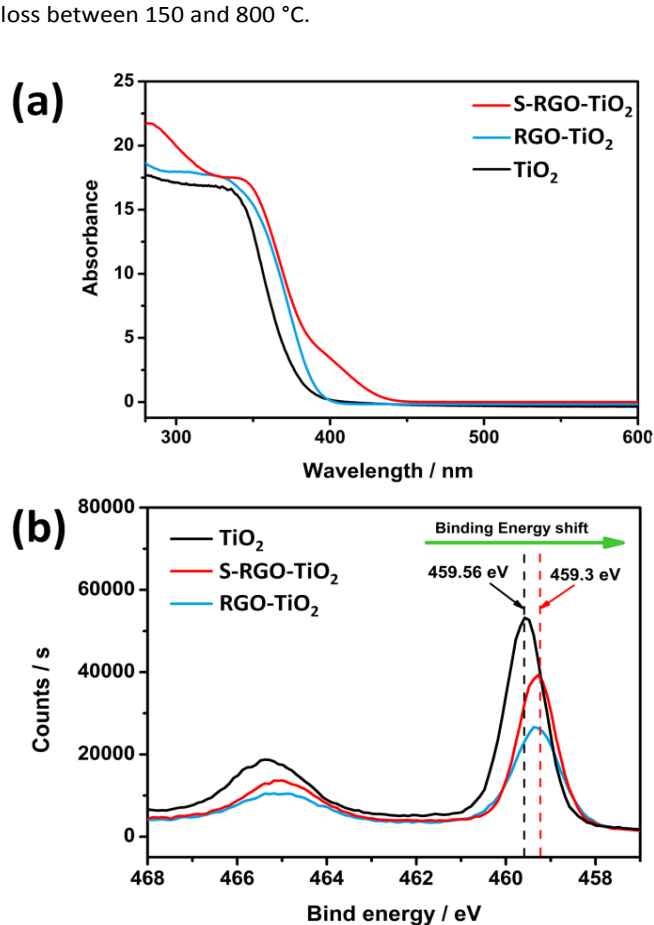 loss between 150 and 800 °C.
(a)
25
20
15
10
5
0
Absorbance
S-RGO-TiO₂
RGO-TiO₂
TiO₂
300 400 500 600
Wavelength / nm
(b)
80000
60000
40000
20000
0
Counts / s
TiO₂
S-RGO-TiO₂
RGO-TiO₂
Binding Energy shift
459.56 eV 459.3 eV
468 466 464 462 460 458
Bind energy / eV